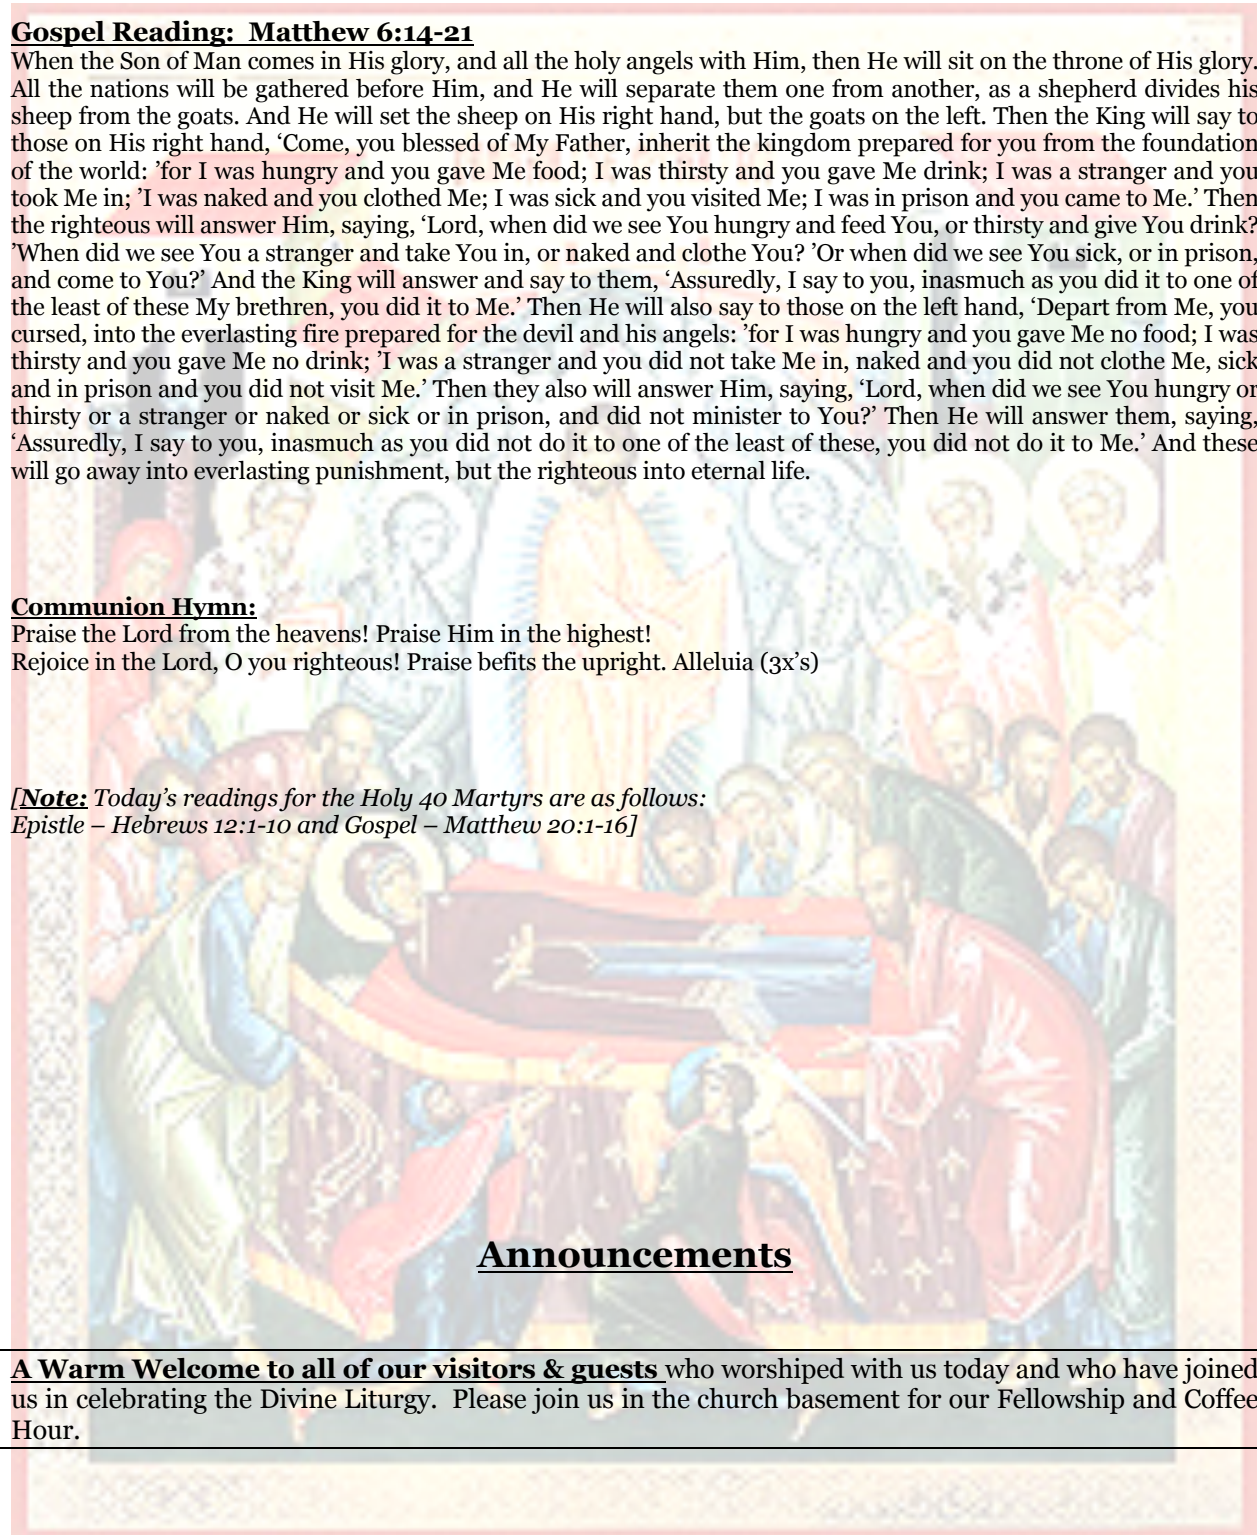 Gospel Reading:  Matthew 6:14-21
When the Son of Man comes in His glory, and all the holy angels with Him, then He will sit on the throne of His glory.
All the nations will be gathered before Him, and He will separate them one from another, as a shepherd divides his
sheep from the goats. And He will set the sheep on His right hand, but the goats on the left. Then the King will say to
those on His right hand, ‘Come, you blessed of My Father, inherit the kingdom prepared for you from the foundation
of the world: ’for I was hungry and you gave Me food; I was thirsty and you gave Me drink; I was a stranger and you
took Me in; ’I was naked and you clothed Me; I was sick and you visited Me; I was in prison and you came to Me.’ Then
the righteous will answer Him, saying, ‘Lord, when did we see You hungry and feed You, or thirsty and give You drink?
’When did we see You a stranger and take You in, or naked and clothe You? ’Or when did we see You sick, or in prison,
and come to You?’ And the King will answer and say to them, ‘Assuredly, I say to you, inasmuch as you did it to one of
the least of these My brethren, you did it to Me.’ Then He will also say to those on the left hand, ‘Depart from Me, you
cursed, into the everlasting fire prepared for the devil and his angels: ’for I was hungry and you gave Me no food; I was
thirsty and you gave Me no drink; ’I was a stranger and you did not take Me in, naked and you did not clothe Me, sick
and in prison and you did not visit Me.’ Then they also will answer Him, saying, ‘Lord, when did we see You hungry or
thirsty or a stranger or naked or sick or in prison, and did not minister to You?’ Then He will answer them, saying,
‘Assuredly, I say to you, inasmuch as you did not do it to one of the least of these, you did not do it to Me.’ And these
will go away into everlasting punishment, but the righteous into eternal life.
Communion Hymn:
Praise the Lord from the heavens! Praise Him in the highest!
Rejoice in the Lord, O you righteous! Praise befits the upright. Alleluia (3x’s)
[Note: Today’s readings for the Holy 40 Martyrs are as follows:
Epistle – Hebrews 12:1-10 and Gospel – Matthew 20:1-16]
Announcements
A Warm Welcome to all of our visitors & guests who worshiped with us today and who have joined
us in celebrating the Divine Liturgy.  Please join us in the church basement for our Fellowship and Coffee
Hour.